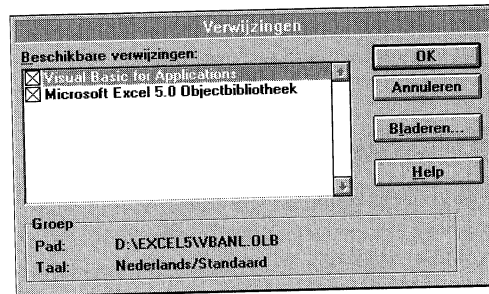 Verwijzingen
Beschikbare verwijzingen:
Visual Basic for Applications
Microsoft Excel 5.0 Objectbibliotheek
OK
Annuleren
Bladeren...
Help
Groep
Pad: D:\EXCEL5\VBANL.OLB
Taal: Nederlands/Standaard